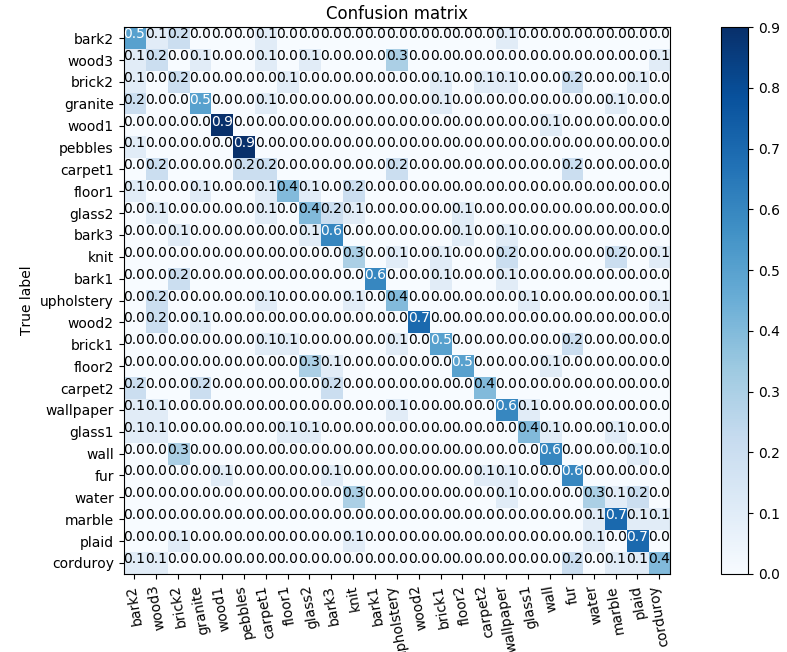 Confusion matrix
True label
bark2 0.5 0.1 0.2 0.0 0.0 0.0 0.1 0.0 0.0 0.0 0.0 0.0 0.0 0.0 0.0 0.0 0.0 0.1 0.0 0.0 0.0 0.0 0.0 0.0 0.0
wood3 0.1 0.2 0.0 0.1 0.0 0.0 0.1 0.0 0.1 0.0 0.0 0.0 0.3 0.0 0.0 0.0 0.0 0.0 0.0 0.0 0.0 0.0 0.0 0.0 0.1
brick2 0.1 0.0 0.2 0.0 0.0 0.0 0.0 0.1 0.0 0.0 0.0 0.0 0.0 0.0 0.1 0.0 0.1 0.1 0.0 0.0 0.2 0.0 0.0 0.1 0.0
granite 0.2 0.0 0.0 0.5 0.0 0.0 0.1 0.0 0.0 0.0 0.0 0.0 0.0 0.0 0.1 0.0 0.0 0.0 0.0 0.0 0.0 0.0 0.1 0.0 0.0
wood1 0.0 0.0 0.0 0.0 0.9 0.0 0.0 0.0 0.0 0.0 0.0 0.0 0.0 0.0 0.0 0.0 0.0 0.0 0.0 0.1 0.0 0.0 0.0 0.0 0.0
pebbles 0.1 0.0 0.0 0.0 0.0 0.9 0.0 0.0 0.0 0.0 0.0 0.0 0.0 0.0 0.0 0.0 0.0 0.0 0.0 0.0 0.0 0.0 0.0 0.0 0.0
carpet1 0.0 0.2 0.0 0.0 0.0 0.2 0.2 0.0 0.0 0.0 0.0 0.0 0.2 0.0 0.0 0.0 0.0 0.0 0.0 0.0 0.2 0.0 0.0 0.0 0.0
floor1 0.1 0.0 0.0 0.1 0.0 0.0 0.1 0.4 0.1 0.0 0.2 0.0 0.0 0.0 0.0 0.0 0.0 0.0 0.0 0.0 0.0 0.0 0.0 0.0 0.0
glass2 0.0 0.1 0.0 0.0 0.0 0.0 0.1 0.0 0.4 0.2 0.1 0.0 0.0 0.0 0.0 0.1 0.0 0.0 0.0 0.0 0.0 0.0 0.0 0.0 0.0
bark3 0.0 0.0 0.1 0.0 0.0 0.0 0.0 0.0 0.1 0.6 0.0 0.0 0.0 0.0 0.0 0.1 0.0 0.1 0.0 0.0 0.0 0.0 0.0 0.0 0.0
knit 0.0 0.0 0.0 0.0 0.0 0.0 0.0 0.0 0.0 0.0 0.3 0.0 0.1 0.0 0.1 0.0 0.0 0.2 0.0 0.0 0.0 0.0 0.2 0.0 0.1
bark1 0.0 0.0 0.2 0.0 0.0 0.0 0.0 0.0 0.0 0.0 0.0 0.6 0.0 0.0 0.1 0.0 0.0 0.1 0.0 0.0 0.0 0.0 0.0 0.0 0.0
upholstery 0.0 0.2 0.0 0.0 0.0 0.0 0.1 0.0 0.0 0.0 0.1 0.0 0.4 0.0 0.0 0.0 0.0 0.0 0.1 0.0 0.0 0.0 0.0 0.0 0.1
wood2 0.0 0.2 0.0 0.1 0.0 0.0 0.0 0.0 0.0 0.0 0.0 0.0 0.0 0.7 0.0 0.0 0.0 0.0 0.0 0.0 0.0 0.0 0.0 0.0 0.0
brick1 0.0 0.0 0.0 0.0 0.0 0.0 0.1 0.1 0.0 0.0 0.0 0.0 0.1 0.0 0.5 0.0 0.0 0.0 0.0 0.0 0.2 0.0 0.0 0.0 0.0
floor2 0.0 0.0 0.0 0.0 0.0 0.0 0.0 0.0 0.3 0.1 0.0 0.0 0.0 0.0 0.0 0.5 0.0 0.0 0.0 0.1 0.0 0.0 0.0 0.0 0.0
carpet2 0.2 0.0 0.0 0.2 0.0 0.0 0.0 0.0 0.0 0.2 0.0 0.0 0.0 0.0 0.0 0.0 0.4 0.0 0.0 0.0 0.0 0.0 0.0 0.0 0.0
wallpaper 0.1 0.1 0.0 0.0 0.0 0.0 0.0 0.0 0.0 0.0 0.0 0.0 0.1 0.0 0.0 0.0 0.0 0.6 0.1 0.0 0.0 0.0 0.0 0.0 0.0
glass1 0.1 0.1 0.0 0.0 0.0 0.0 0.0 0.1 0.1 0.0 0.0 0.0 0.0 0.0 0.0 0.0 0.0 0.0 0.4 0.1 0.0 0.0 0.1 0.0 0.0
wall 0.0 0.0 0.3 0.0 0.0 0.0 0.0 0.0 0.0 0.0 0.0 0.0 0.0 0.0 0.0 0.0 0.0 0.0 0.0 0.6 0.0 0.0 0.0 0.1 0.0
fur 0.0 0.0 0.0 0.0 0.1 0.0 0.0 0.0 0.0 0.1 0.0 0.0 0.0 0.0 0.0 0.0 0.1 0.1 0.0 0.0 0.6 0.0 0.0 0.0 0.0
water 0.0 0.0 0.0 0.0 0.0 0.0 0.0 0.0 0.0 0.0 0.3 0.0 0.0 0.0 0.0 0.0 0.0 0.1 0.0 0.0 0.0 0.3 0.1 0.2 0.0
marble 0.0 0.0 0.0 0.0 0.0 0.0 0.0 0.0 0.0 0.0 0.0 0.0 0.0 0.0 0.0 0.0 0.0 0.0 0.0 0.0 0.0 0.1 0.7 0.1 0.1
plaid 0.0 0.0 0.1 0.0 0.0 0.0 0.0 0.0 0.0 0.0 0.1 0.0 0.0 0.0 0.0 0.0 0.0 0.0 0.0 0.0 0.0 0.1 0.0 0.7 0.0
corduroy 0.1 0.1 0.0 0.0 0.0 0.0 0.0 0.0 0.0 0.0 0.0 0.0 0.0 0.0 0.0 0.0 0.0 0.0 0.0 0.0 0.2 0.0 0.1 0.1 0.4
bark2 wood3 brick2 granite wood1 pebbles carpet1 floor1 glass2 bark3 knit bark1 pholstery wood2 brick1 floor2 carpet2 wallpaper glass1 wall fur water marble plaid corduroy
0.9
0.8
0.7
0.6
0.5
0.4
0.3
0.2
0.1
0.0